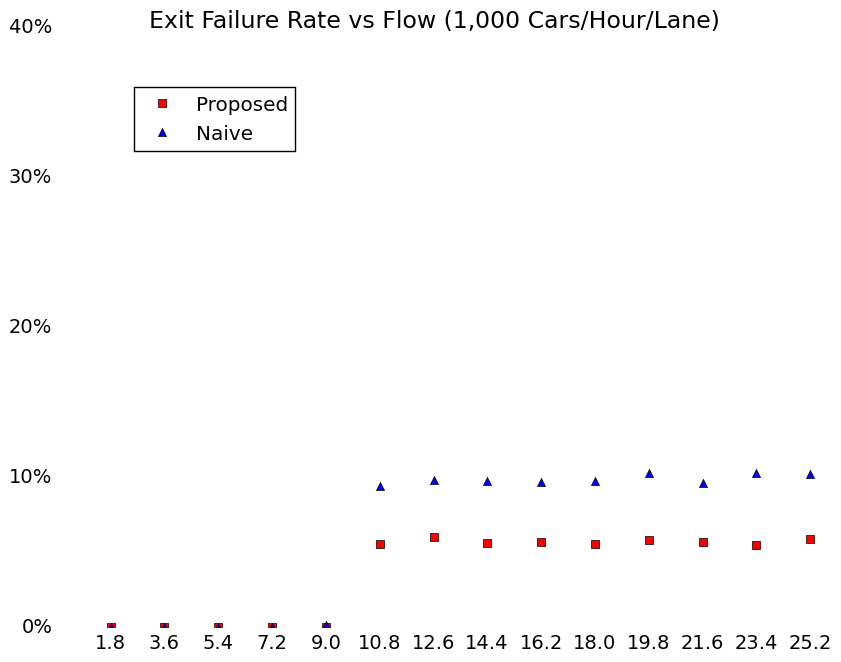 Exit Failure Rate vs Flow (1,000 Cars/Hour/Lane)
40%
Proposed
Naive
30%
20%
10%
0%
1.8 3.6 5.4 7.2 9.0 10.8 12.6 14.4 16.2 18.0 19.8 21.6 23.4 25.2